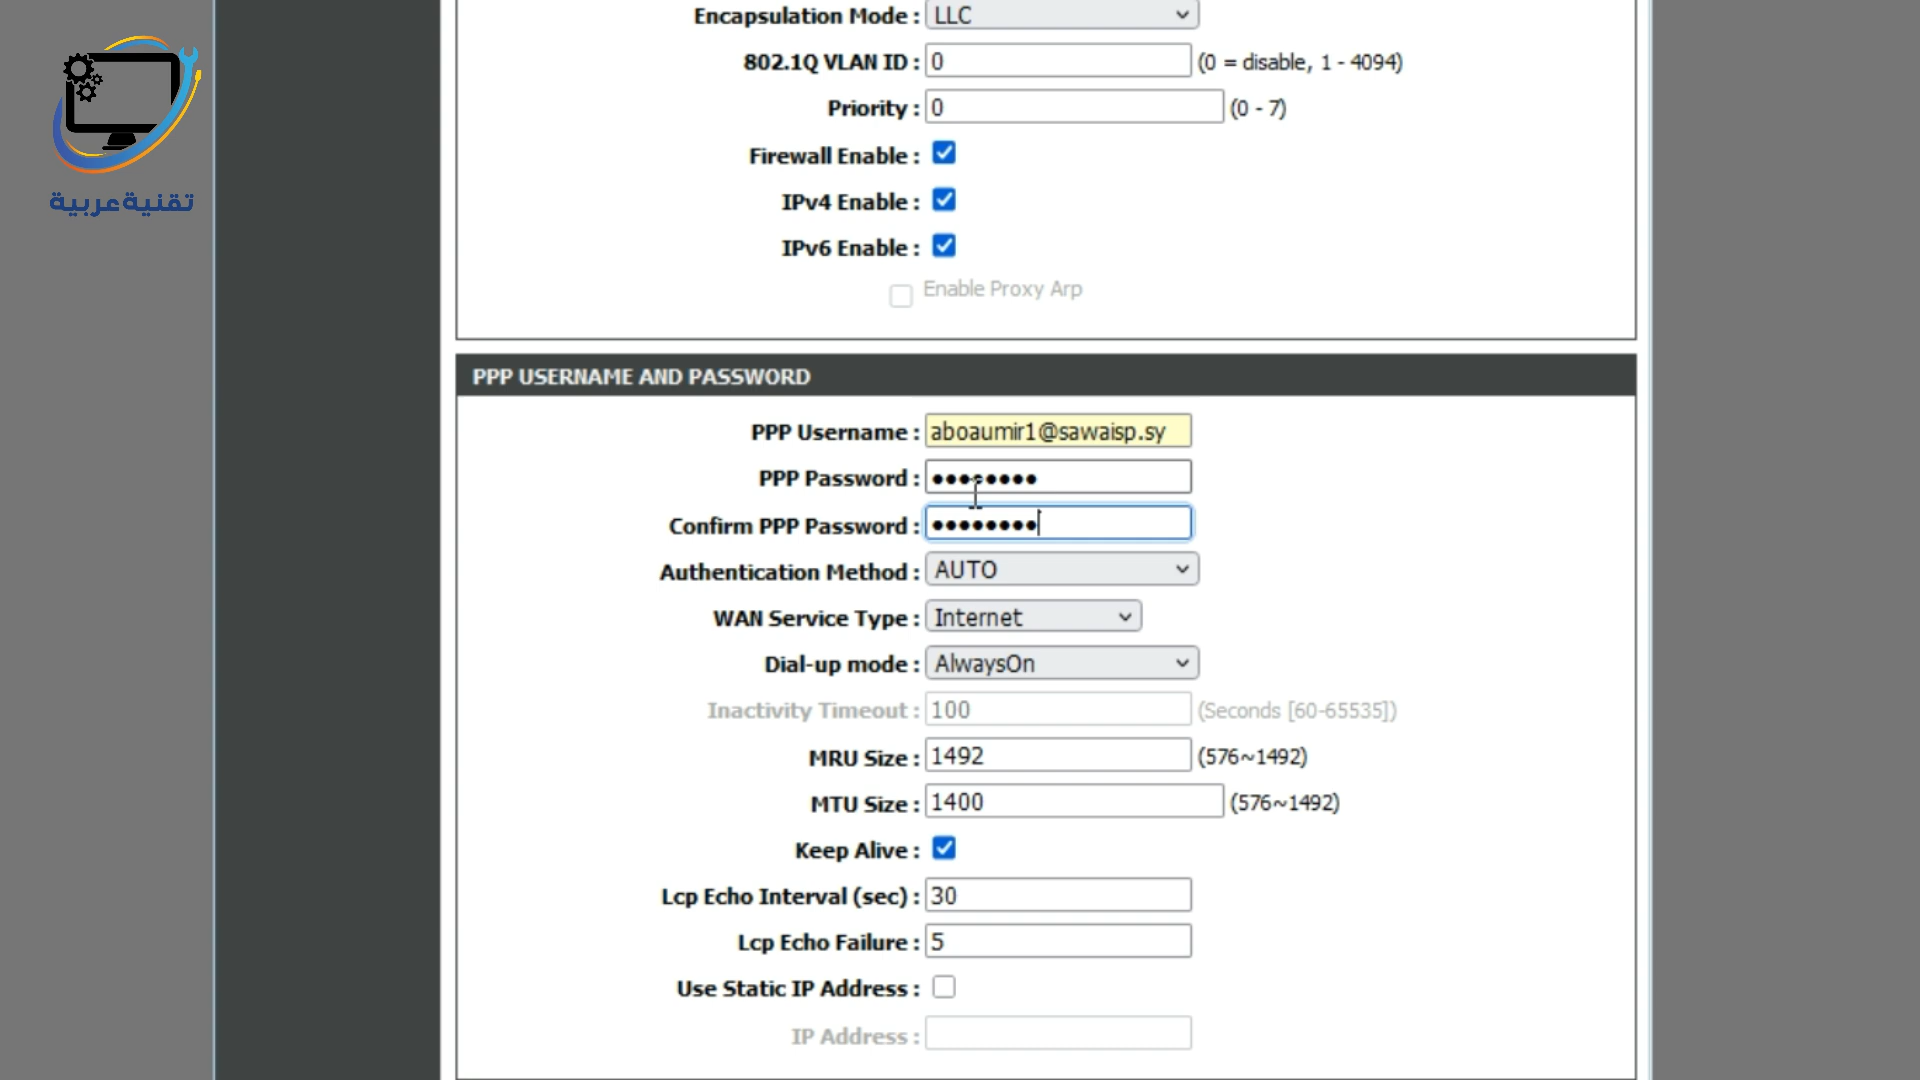 تقنية عربية
Encapsulation Mode : LLC
802.1Q VLAN ID : 0 (0 = disable, 1 - 4094)
Priority : 0 (0 - 7)
Firewall Enable :
IPv4 Enable :
IPv6 Enable :
Enable Proxy Arp
PPP USERNAME AND PASSWORD
PPP Username : aboaumir1@sawaisp.sy
PPP Password : ••••••••
Confirm PPP Password : ••••••••
Authentication Method : AUTO
WAN Service Type : Internet
Dial-up mode : AlwaysOn
Inactivity Timeout : 100 (Seconds [60-65535])
MRU Size : 1492 (576~1492)
MTU Size : 1400 (576~1492)
Keep Alive :
Lcp Echo Interval (sec) : 30
Lcp Echo Failure : 5
Use Static IP Address :
IP Address :